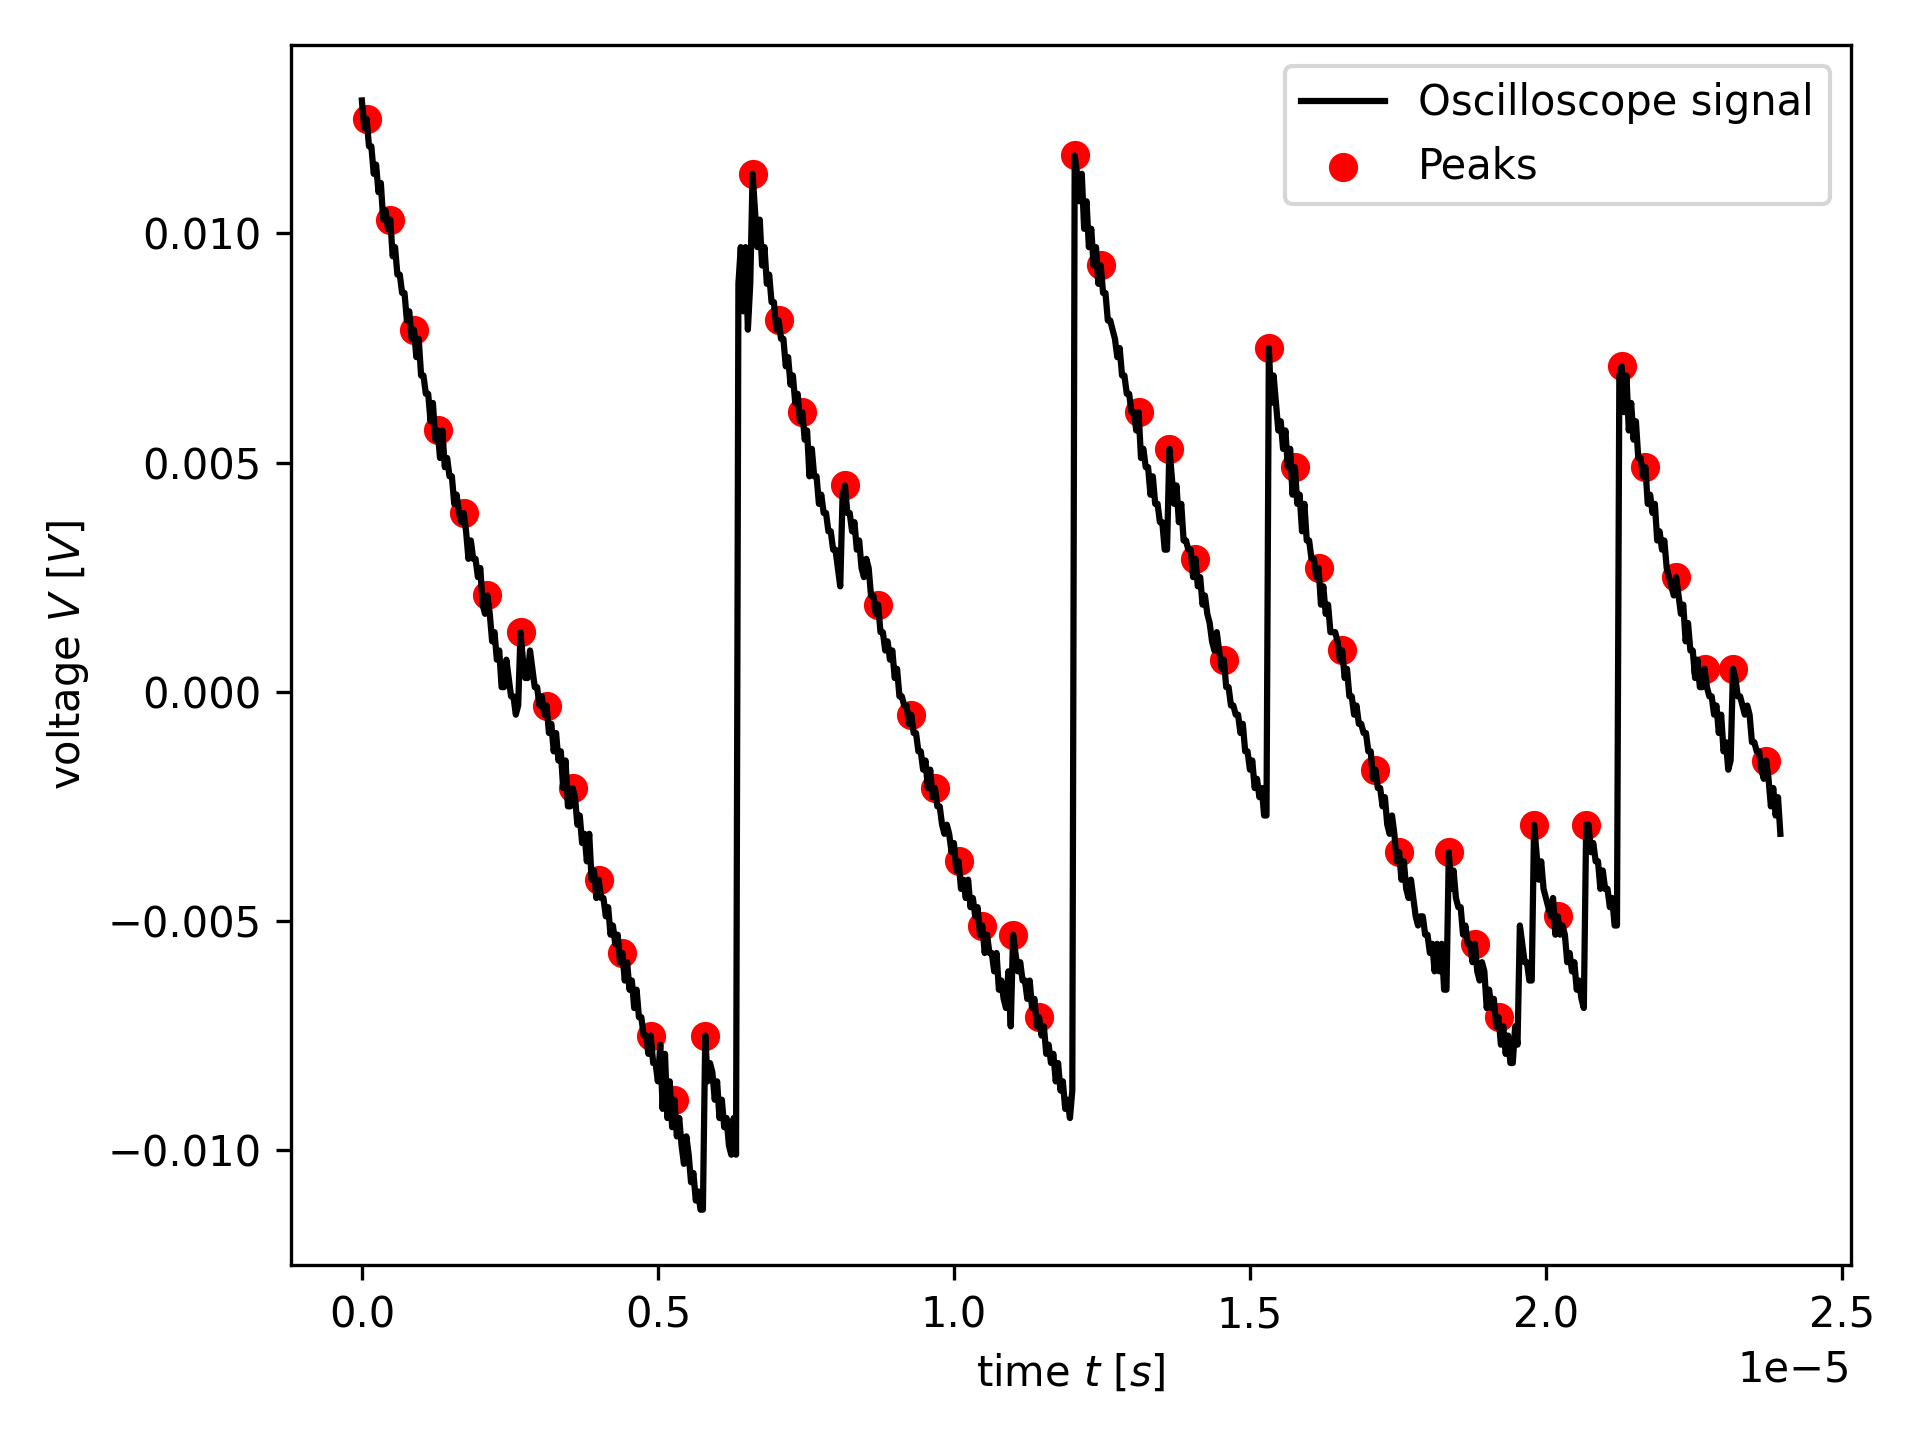 Oscilloscope signal
Peaks
0.010
0.005
0.000
−0.005
−0.010
voltage V [V]
0.0 0.5 1.0 1.5 2.0 2.5
1e−5
time t [s]